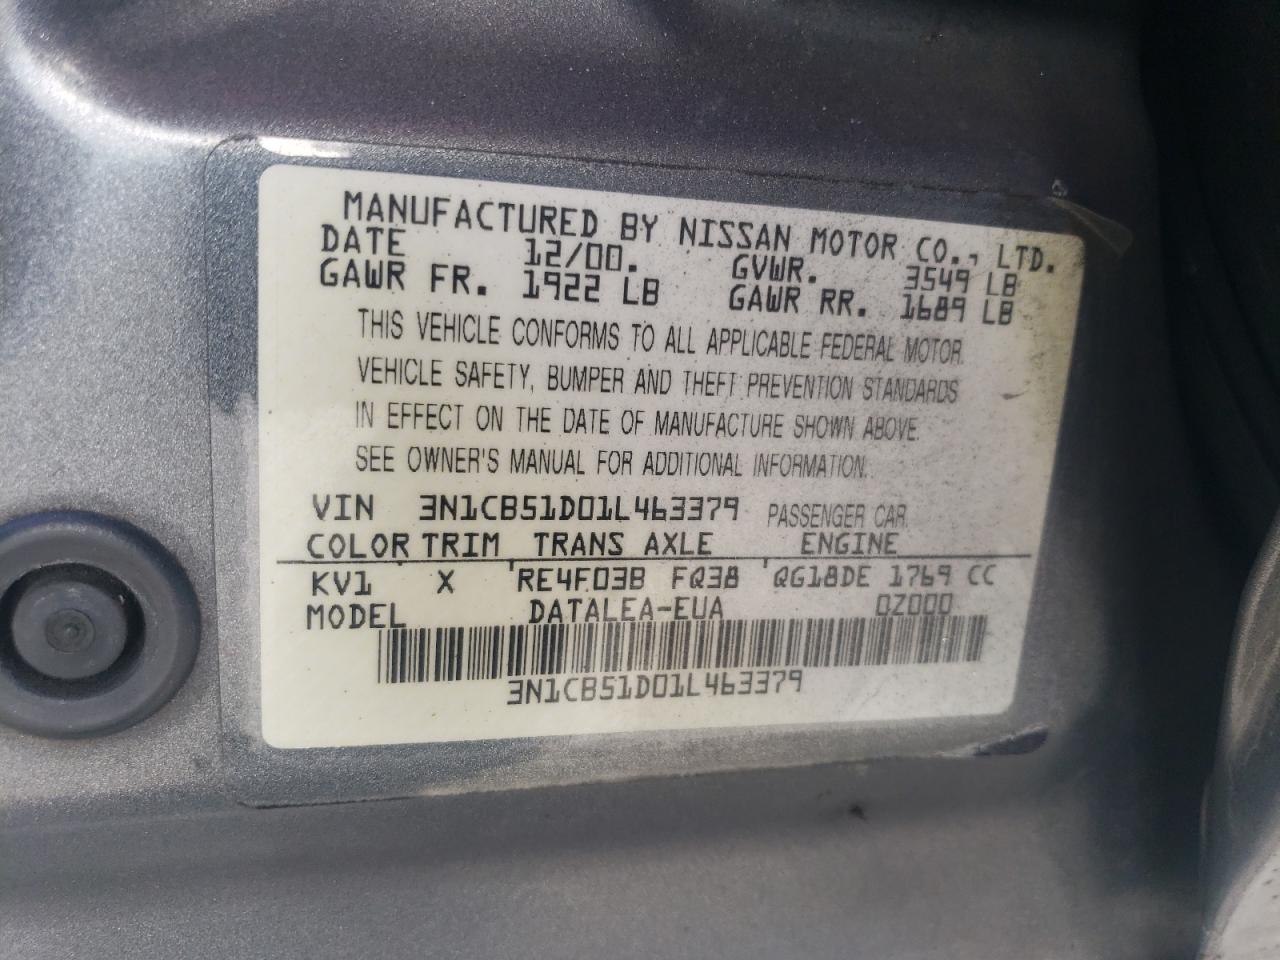 MANUFACTURED BY NISSAN MOTOR CO., LTD.
DATE 12/00. GVWR. 3549 LB
GAWR FR. 1922 LB GAWR RR. 1689 LB
THIS VEHICLE CONFORMS TO ALL APPLICABLE FEDERAL MOTOR
VEHICLE SAFETY, BUMPER AND THEFT PREVENTION STANDARDS
IN EFFECT ON THE DATE OF MANUFACTURE SHOWN ABOVE.
SEE OWNER'S MANUAL FOR ADDITIONAL INFORMATION.
VIN 3N1CB51D01L463379 PASSENGER CAR
COLOR TRIM TRANS AXLE ENGINE
KV1 X RE4F03B FQ38 QG18DE 1769 CC
MODEL DATALEA-EUA 0Z000
3N1CB51D01L463379